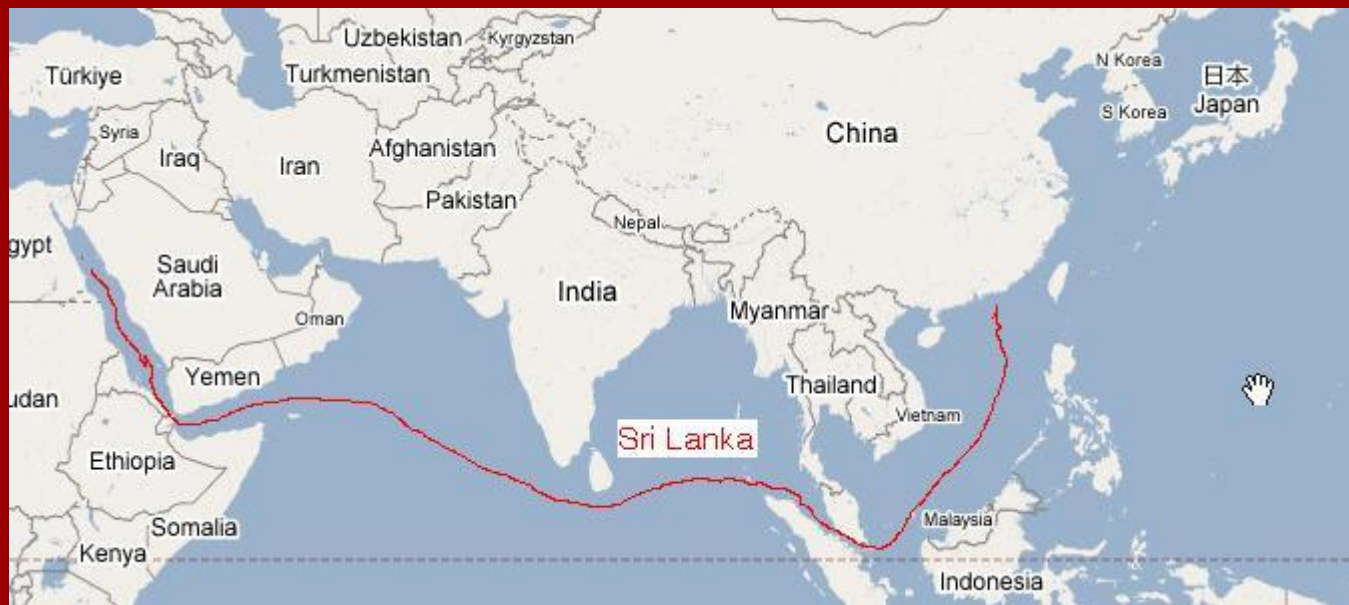 Uzbekistan
Kyrgyzstan
N Korea
Türkiye
Turkmenistan
日本
Japan
S Korea
Syria
China
Iraq
Iran
Afghanistan
Pakistan
Nepal
gypt
Saudi
Arabia
India
Myanmar
Oman
Yemen
Thailand
udan
Vietnam
Sri Lanka
Ethiopia
Somalia
Malaysia
Kenya
Indonesia